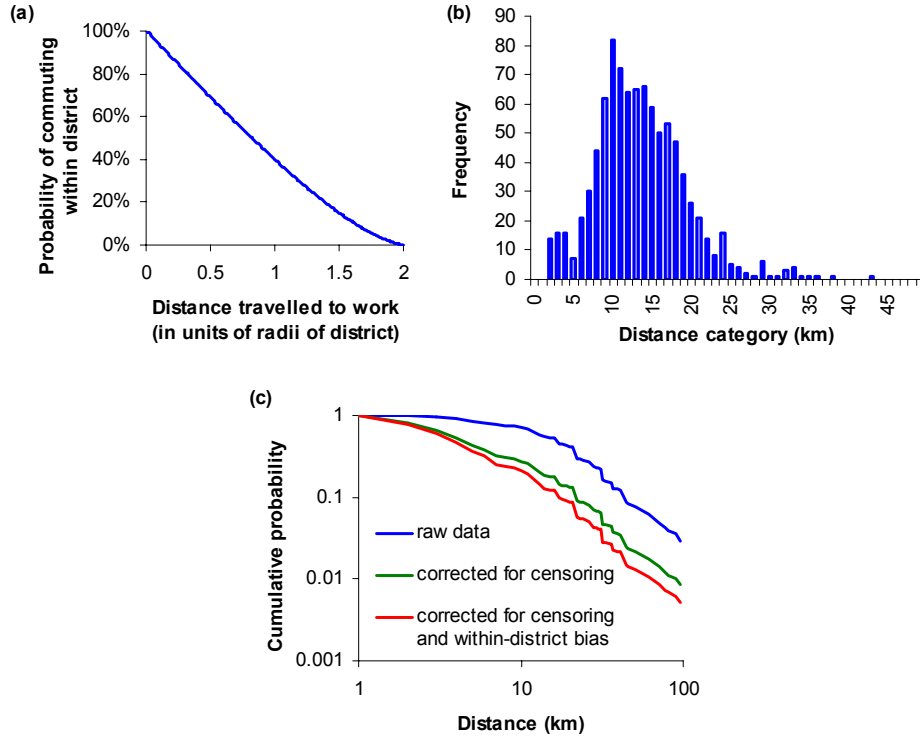 (a)
100%
80%
60%
40%
20%
0%
Probability of commuting
within district
0
0.5
1
1.5
2
Distance travelled to work
(in units of radii of district)
(b)
90
80
70
60
50
40
30
20
10
0
Frequency
0
5
10
15
20
25
30
35
40
45
Distance category (km)
(c)
1
0.1
0.01
0.001
Cumulative probability
raw data
corrected for censoring
corrected for censoring
and within-district bias
1
10
100
Distance (km)